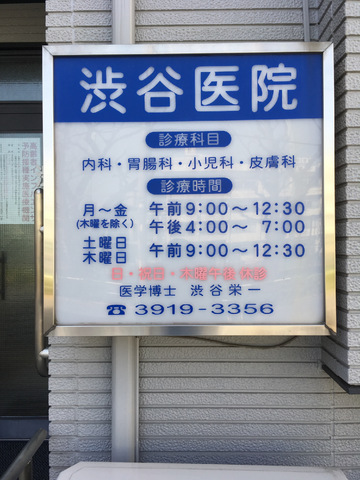 渋谷医院
診療科目
内科・胃腸科・小児科・皮膚科
診療時間
月～金 午前9:00～12:30
(木曜を除く) 午後4:00～ 7:00
土曜日 午前9:00～12:30
木曜日
日・祝日・木曜午後 休診
医学博士 渋谷栄一
☎3919-3356